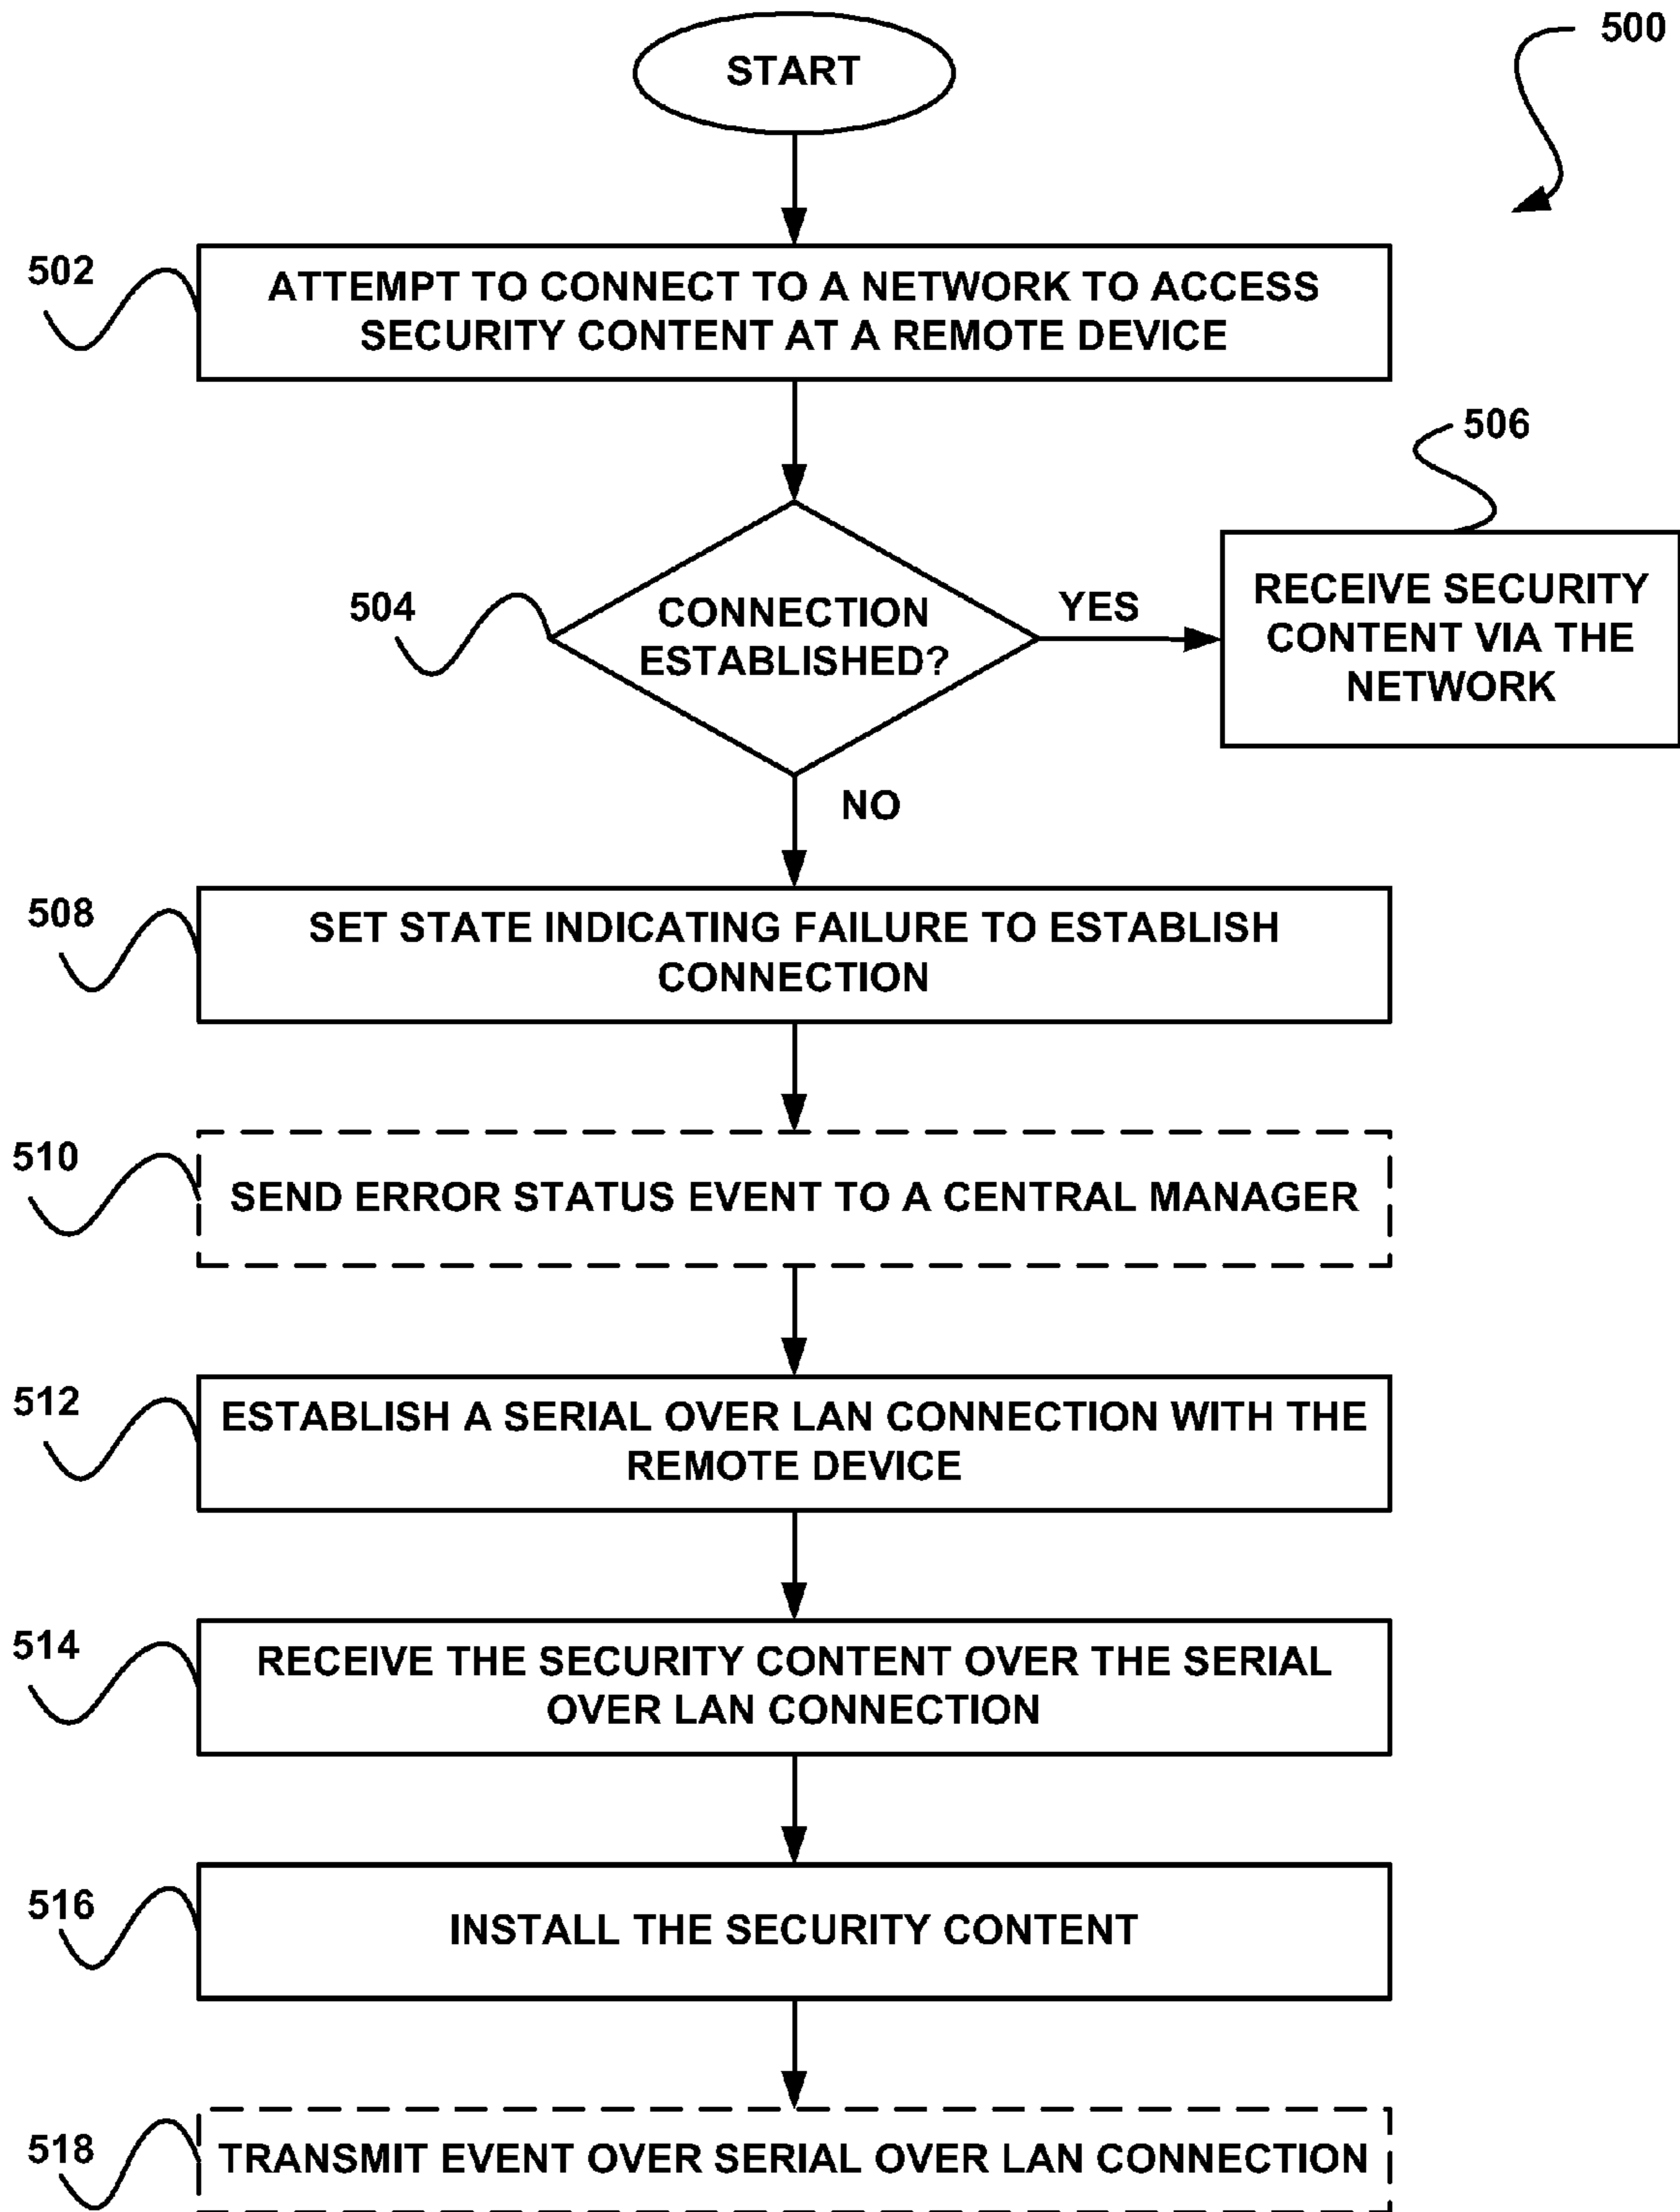 START
500
502
ATTEMPT TO CONNECT TO A NETWORK TO ACCESS
SECURITY CONTENT AT A REMOTE DEVICE
504
CONNECTION
ESTABLISHED?
YES
506
RECEIVE SECURITY
CONTENT VIA THE
NETWORK
NO
508
SET STATE INDICATING FAILURE TO ESTABLISH
CONNECTION
510
SEND ERROR STATUS EVENT TO A CENTRAL MANAGER
512
ESTABLISH A SERIAL OVER LAN CONNECTION WITH THE
REMOTE DEVICE
514
RECEIVE THE SECURITY CONTENT OVER THE SERIAL
OVER LAN CONNECTION
516
INSTALL THE SECURITY CONTENT
518
TRANSMIT EVENT OVER SERIAL OVER LAN CONNECTION